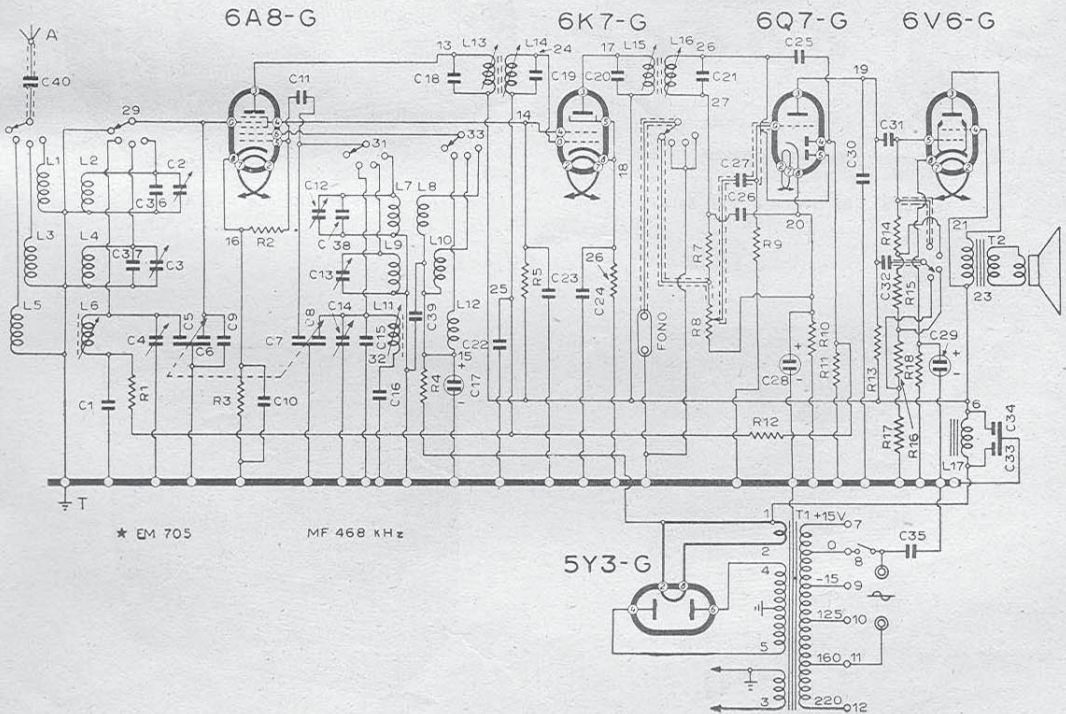 6A8-G 6K7-G 6Q7-G 6V6-G
A
C40
29
13
L13
L14
24
C18
C19
C11
14
31
33
17
L15
L16
26
C20
C21
27
18
C25
19
C30
C31
L1
L2
C2
C36
L3
L4
C37
C3
L5
L6
C4
C5
C6
C9
C1
R1
16
R2
R3
C10
C12
C38
L7
L8
L9
L10
C13
C14
L11
L12
C7
C8
C15
32
C16
C39
R4
15
C17
C22
25
R5
C23
C24
26
FONO
C27
C26
R7
R8
R9
20
C28
R10
R11
R12
R13
R14
C32
R15
21
T2
23
C29
R18
R16
R17
6
L17
C34
C33
T
★ EM 705
MF 468 KHz
5Y3-G
1
2
4
5
3
T1
+15V 7
0 8
-15 9
125 10
160 11
220 12
C35